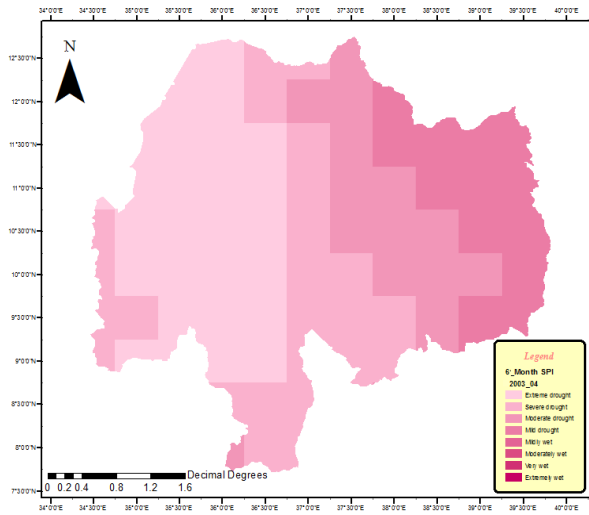 34°0'0"E 34°30'0"E 35°0'0"E 35°30'0"E 36°0'0"E 36°30'0"E 37°0'0"E 37°30'0"E 38°0'0"E 38°30'0"E 39°0'0"E 39°30'0"E 40°0'0"E
N
12°30'0"N
12°0'0"N
11°30'0"N
11°0'0"N
10°30'0"N
10°0'0"N
9°30'0"N
9°0'0"N
8°30'0"N
8°0'0"N
7°30'0"N
Legend
6_Month SPI
2003_04
Extreme drought
Severe drought
Moderate drought
Mild drought
Mildly wet
Moderately wet
Very wet
Extremely wet
Decimal Degrees
0 0.2 0.4 0.8 1.2 1.6
34°0'0"E 34°30'0"E 35°0'0"E 35°30'0"E 36°0'0"E 36°30'0"E 37°0'0"E 37°30'0"E 38°0'0"E 38°30'0"E 39°0'0"E 39°30'0"E 40°0'0"E